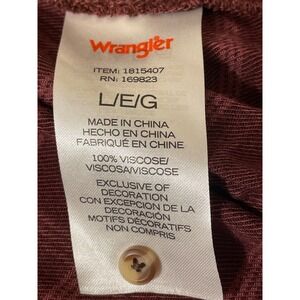 Wrangler
ITEM: 1815407
RN: 169823
L/E/G
MADE IN CHINA
HECHO EN CHINA
FABRIQUÉ EN CHINE
100% VISCOSE/
VISCOSA/VISCOSE
EXCLUSIVE OF
DECORATION
CON EXCEPCION DE LA
DECORACIÓN
MOTIFS DÉCORATIFS
NON COMPRIS